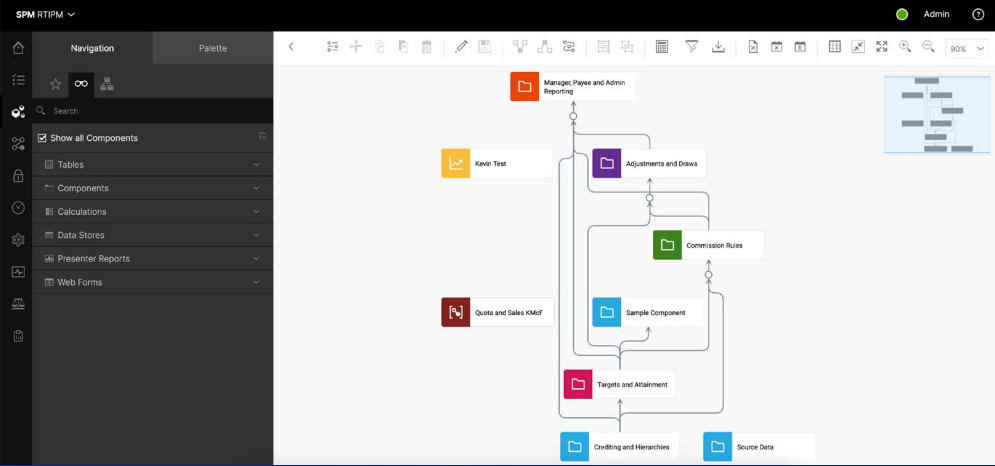 SPM RTIPM
Admin
Navigation
Palette
Search
Show all Components
Tables
Components
Calculations
Data Stores
Presenter Reports
Web Forms
90%
Manager, Payee and Admin
Reporting
Kevin Test
Adjustments and Draws
Commission Rules
Quota and Sales KMcF
Sample Component
Targets and Attainment
Crediting and Hierarchies
Source Data